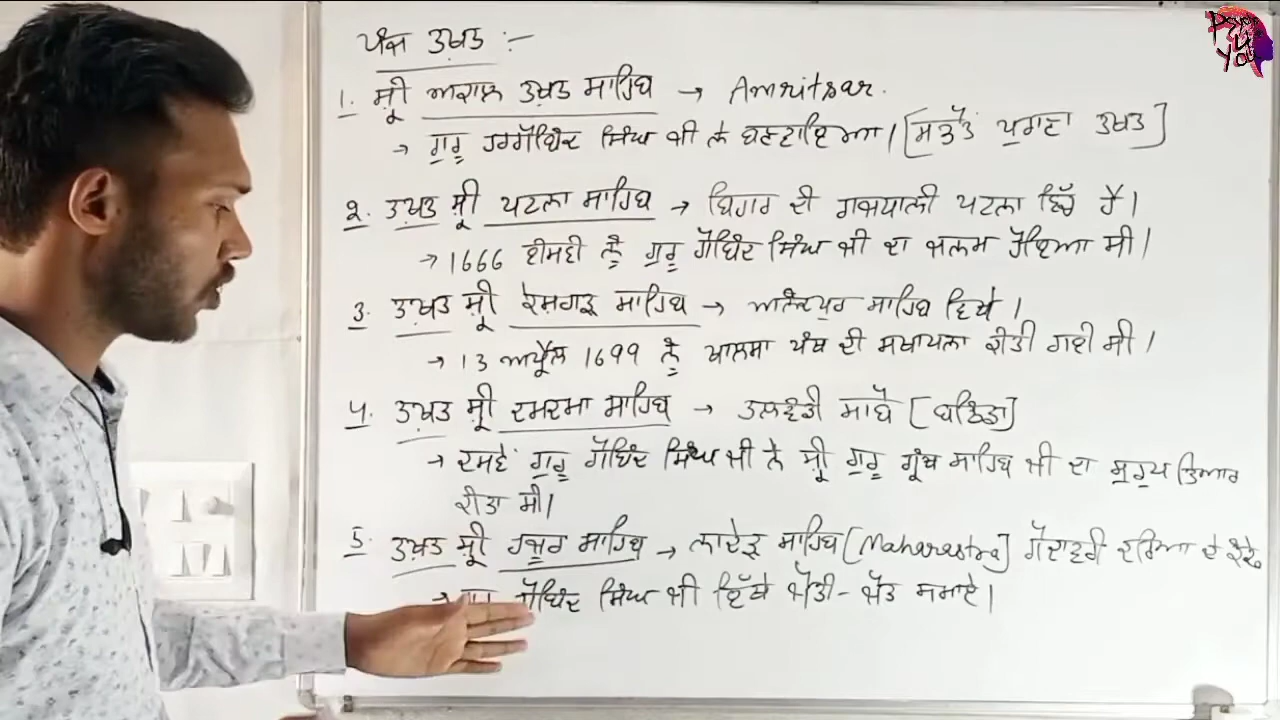 ਪੰਜ ਤਖ਼ਤ :-
1. ਸ੍ਰੀ ਅਕਾਲ ਤਖ਼ਤ ਸਾਹਿਬ → Amritsar.
→ ਗੁਰੂ ਹਰਗੋਬਿੰਦ ਸਿੰਘ ਜੀ ਨੇ ਬਣਵਾਇਆ। [ਸਭ ਤੋਂ ਪੁਰਾਣਾ ਤਖ਼ਤ]
2. ਤਖ਼ਤ ਸ੍ਰੀ ਪਟਨਾ ਸਾਹਿਬ → ਬਿਹਾਰ ਦੀ ਰਾਜਧਾਨੀ ਪਟਨਾ ਵਿੱਚ ਹੈ।
→ 1666 ਈਸਵੀ ਨੂੰ ਗੁਰੂ ਗੋਬਿੰਦ ਸਿੰਘ ਜੀ ਦਾ ਜਨਮ ਹੋਇਆ ਸੀ।
3. ਤਖ਼ਤ ਸ੍ਰੀ ਕੇਸਗੜ੍ਹ ਸਾਹਿਬ → ਅਨੰਦਪੁਰ ਸਾਹਿਬ ਵਿਖੇ।
→ 13 ਅਪ੍ਰੈਲ 1699 ਨੂੰ ਖਾਲਸਾ ਪੰਥ ਦੀ ਸਥਾਪਨਾ ਕੀਤੀ ਗਈ ਸੀ।
4. ਤਖ਼ਤ ਸ੍ਰੀ ਦਮਦਮਾ ਸਾਹਿਬ → ਤਲਵੰਡੀ ਸਾਬੋ [ਬਠਿੰਡਾ]
→ ਦਸਵੇਂ ਗੁਰੂ ਗੋਬਿੰਦ ਸਿੰਘ ਜੀ ਨੇ ਸ੍ਰੀ ਗੁਰੂ ਗ੍ਰੰਥ ਸਾਹਿਬ ਜੀ ਦਾ ਸਰੂਪ ਤਿਆਰ
ਕੀਤਾ ਸੀ।
5. ਤਖ਼ਤ ਸ੍ਰੀ ਹਜ਼ੂਰ ਸਾਹਿਬ → ਨਾਦੇੜ ਸਾਹਿਬ [Maharastra] ਗੋਦਾਵਰੀ ਦਰਿਆ ਦੇ ਕੰਢੇ
→ ਗੋਬਿੰਦ ਸਿੰਘ ਜੀ ਇੱਥੇ ਜੋਤੀ-ਜੋਤ ਸਮਾਏ।